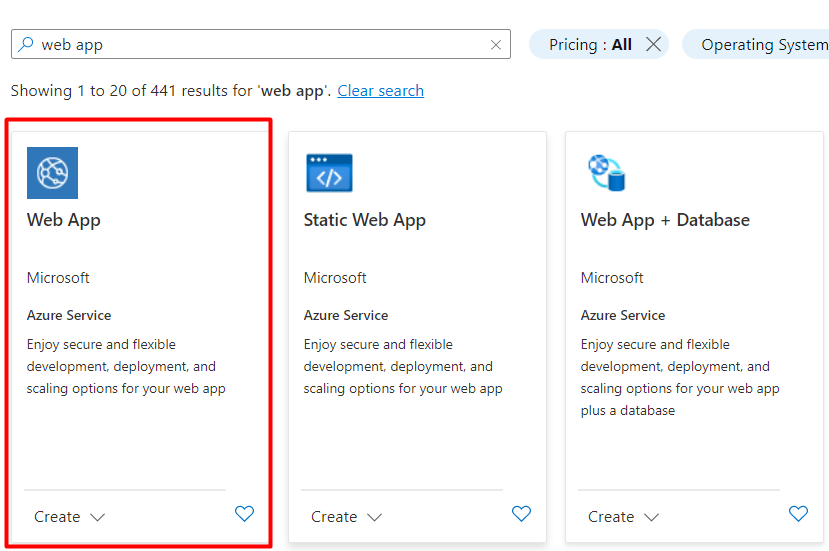 web app
Pricing : All
Operating System
Showing 1 to 20 of 441 results for 'web app'. Clear search
Web App
Microsoft
Azure Service
Enjoy secure and flexible
development, deployment, and
scaling options for your web app
Create
Static Web App
Microsoft
Azure Service
Enjoy secure and flexible
development, deployment, and
scaling options for your web app
Create
Web App + Database
Microsoft
Azure Service
Enjoy secure and flexible
development, deployment, and
scaling options for your web app
plus a database
Create